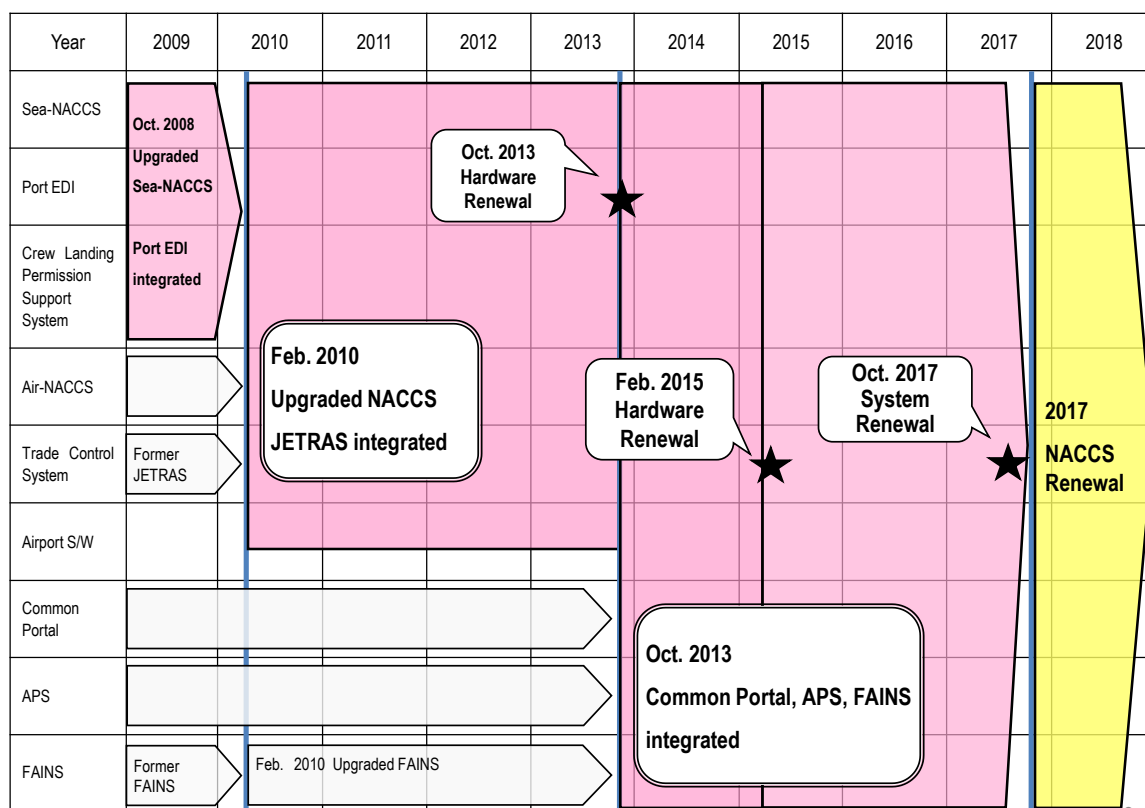 Year 2009 2010 2011 2012 2013 2014 2015 2016 2017 2018
Sea-NACCS
Oct. 2008
Upgraded
Sea-NACCS
Port EDI
integrated
Oct. 2013
Hardware
Renewal
Port EDI
Crew Landing
Permission
Support
System
Feb. 2010
Upgraded NACCS
JETRAS integrated
Air-NACCS
Feb. 2015
Hardware
Renewal
Oct. 2017
System
Renewal
2017
NACCS
Renewal
Trade Control
System
Former
JETRAS
Airport S/W
Common
Portal
Oct. 2013
Common Portal, APS, FAINS
integrated
APS
FAINS
Former
FAINS
Feb. 2010 Upgraded FAINS